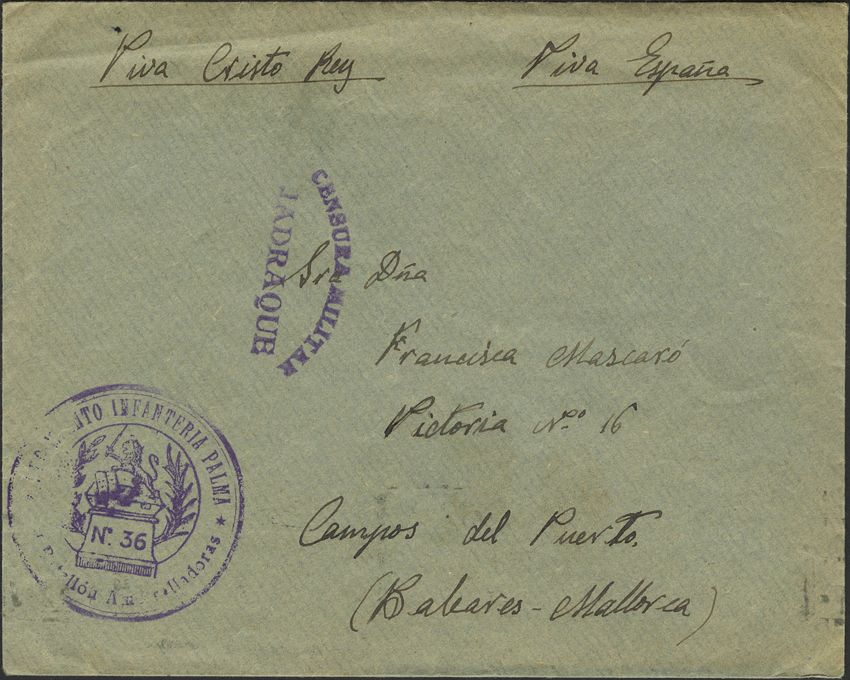 Viva Cristo Rey
Viva España
CENSURA MILITAR
JADRAQUE
Sra Dña
Francisca Mascaró
Victoria Nº 16
Campos del Puerto.
(Baleares - Mallorca)
INFANTERIA PALMA ★
Nº 36